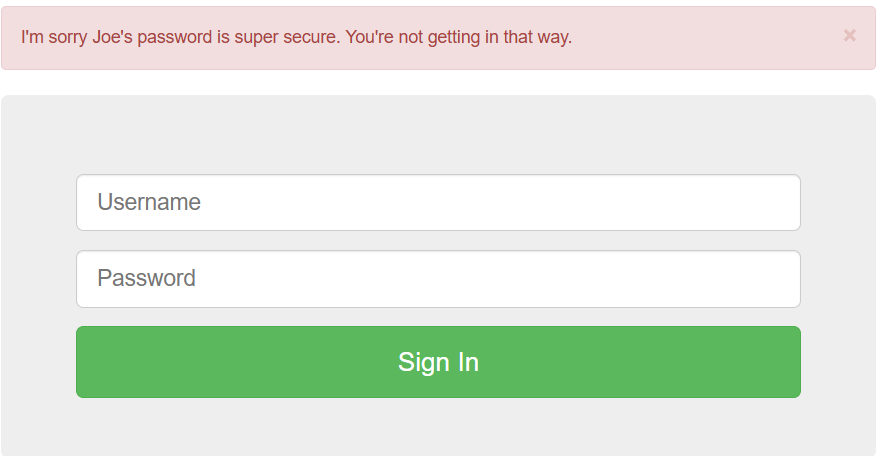 I'm sorry Joe's password is super secure. You're not getting in that way.
×
Username
Password
Sign In